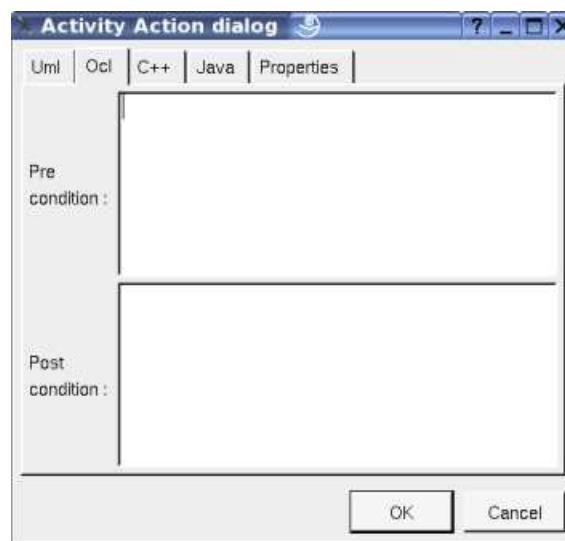 Activity Action dialog
Uml Ocl C++ Java Properties
Pre
condition :
Post
condition :
OK Cancel